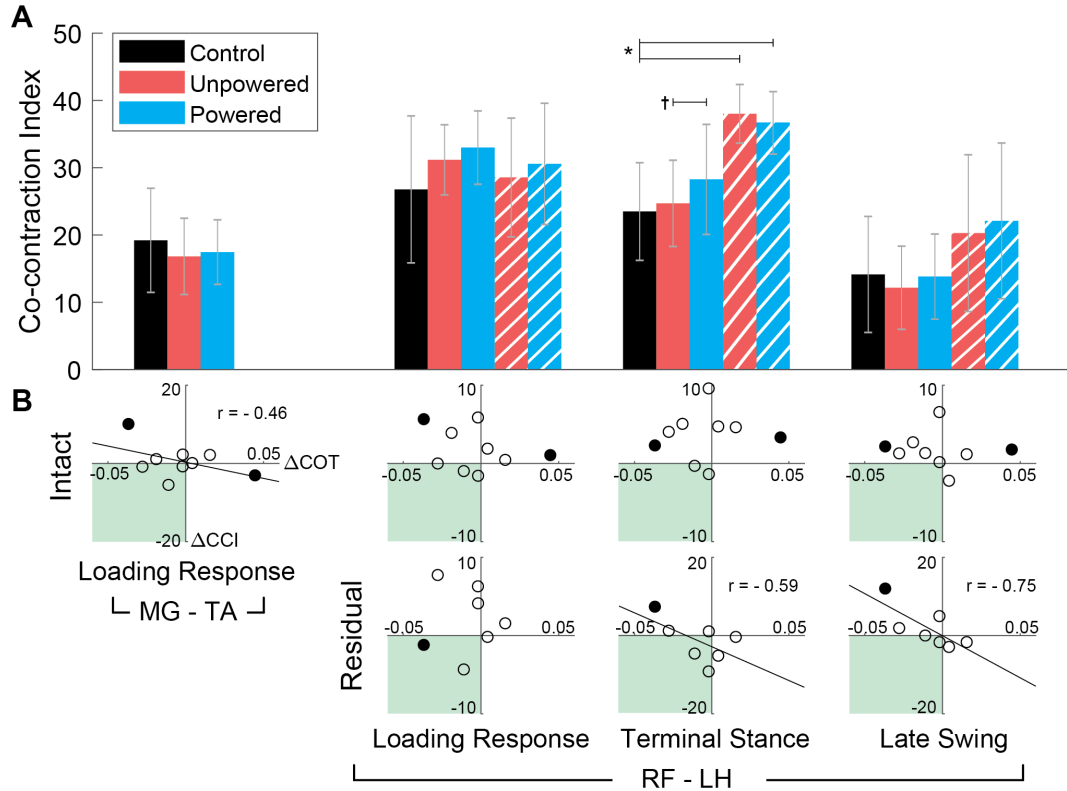 A
Co-contraction Index
50
40
30
20
10
0
Control
Unpowered
Powered
*
†
B
Intact
20
r = - 0.46
-0.05
0.05
ΔCOT
-20
ΔCCI
Loading Response
MG - TA
10
-0.05
0.05
-10
10
-0.05
0.05
-10
10
-0.05
0.05
-10
Residual
10
-0.05
0.05
-10
20
r = - 0.59
-0.05
0.05
-20
20
r = - 0.75
-0.05
0.05
-20
Loading Response
Terminal Stance
Late Swing
RF - LH